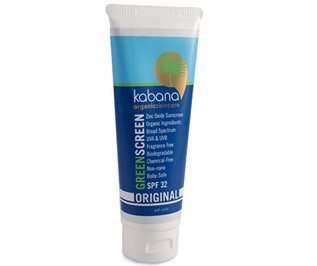 kabana
organicskincare
GREENSCREEN
Zinc Oxide Sunscreen
Organic Ingredients
Broad Spectrum
UVA & UVB
Fragrance Free
Biodegradable
Chemical-Free
Non-nano
Baby-Safe
SPF 32
ORIGINAL